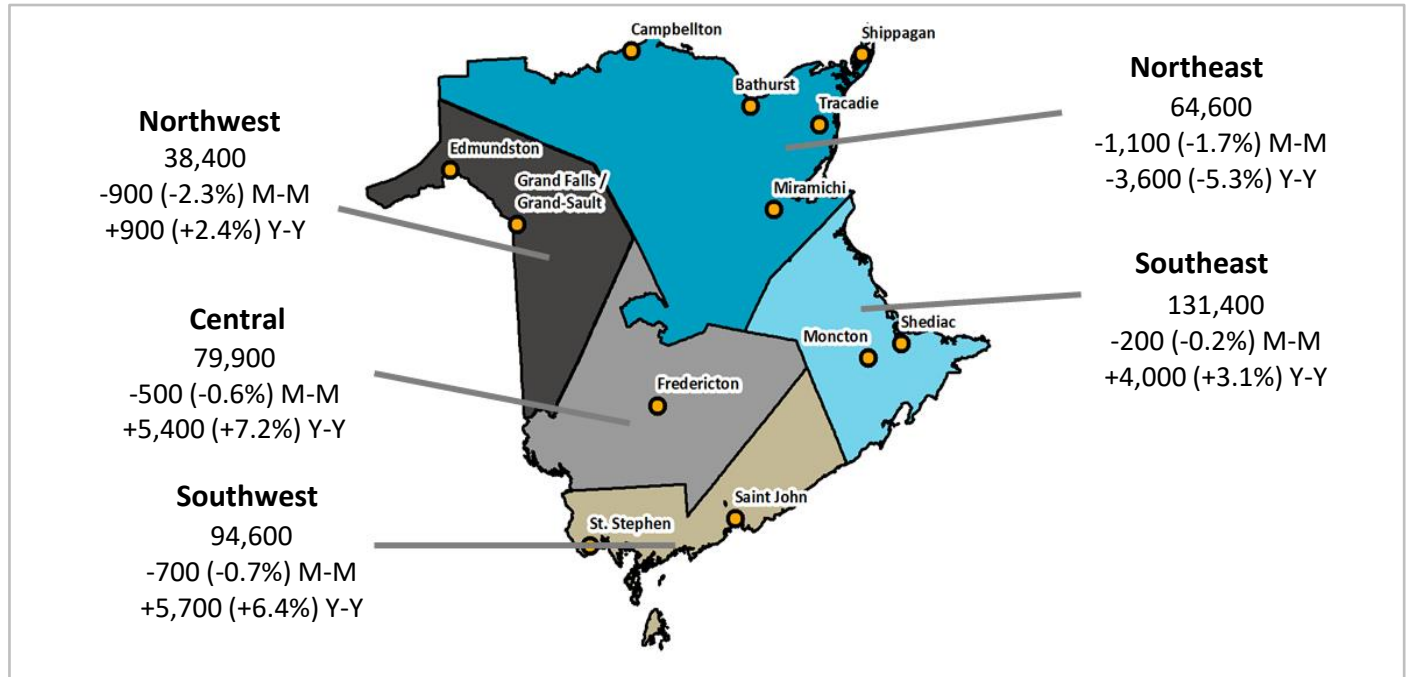 Northwest
38,400
-900 (-2.3%) M-M
+900 (+2.4%) Y-Y
Central
79,900
-500 (-0.6%) M-M
+5,400 (+7.2%) Y-Y
Southwest
94,600
-700 (-0.7%) M-M
+5,700 (+6.4%) Y-Y
Campbellton
Shippagan
Bathurst
Tracadie
Edmundston
Grand Falls /
Grand-Sault
Miramichi
Moncton
Shediac
Fredericton
Saint John
St. Stephen
Northeast
64,600
-1,100 (-1.7%) M-M
-3,600 (-5.3%) Y-Y
Southeast
131,400
-200 (-0.2%) M-M
+4,000 (+3.1%) Y-Y